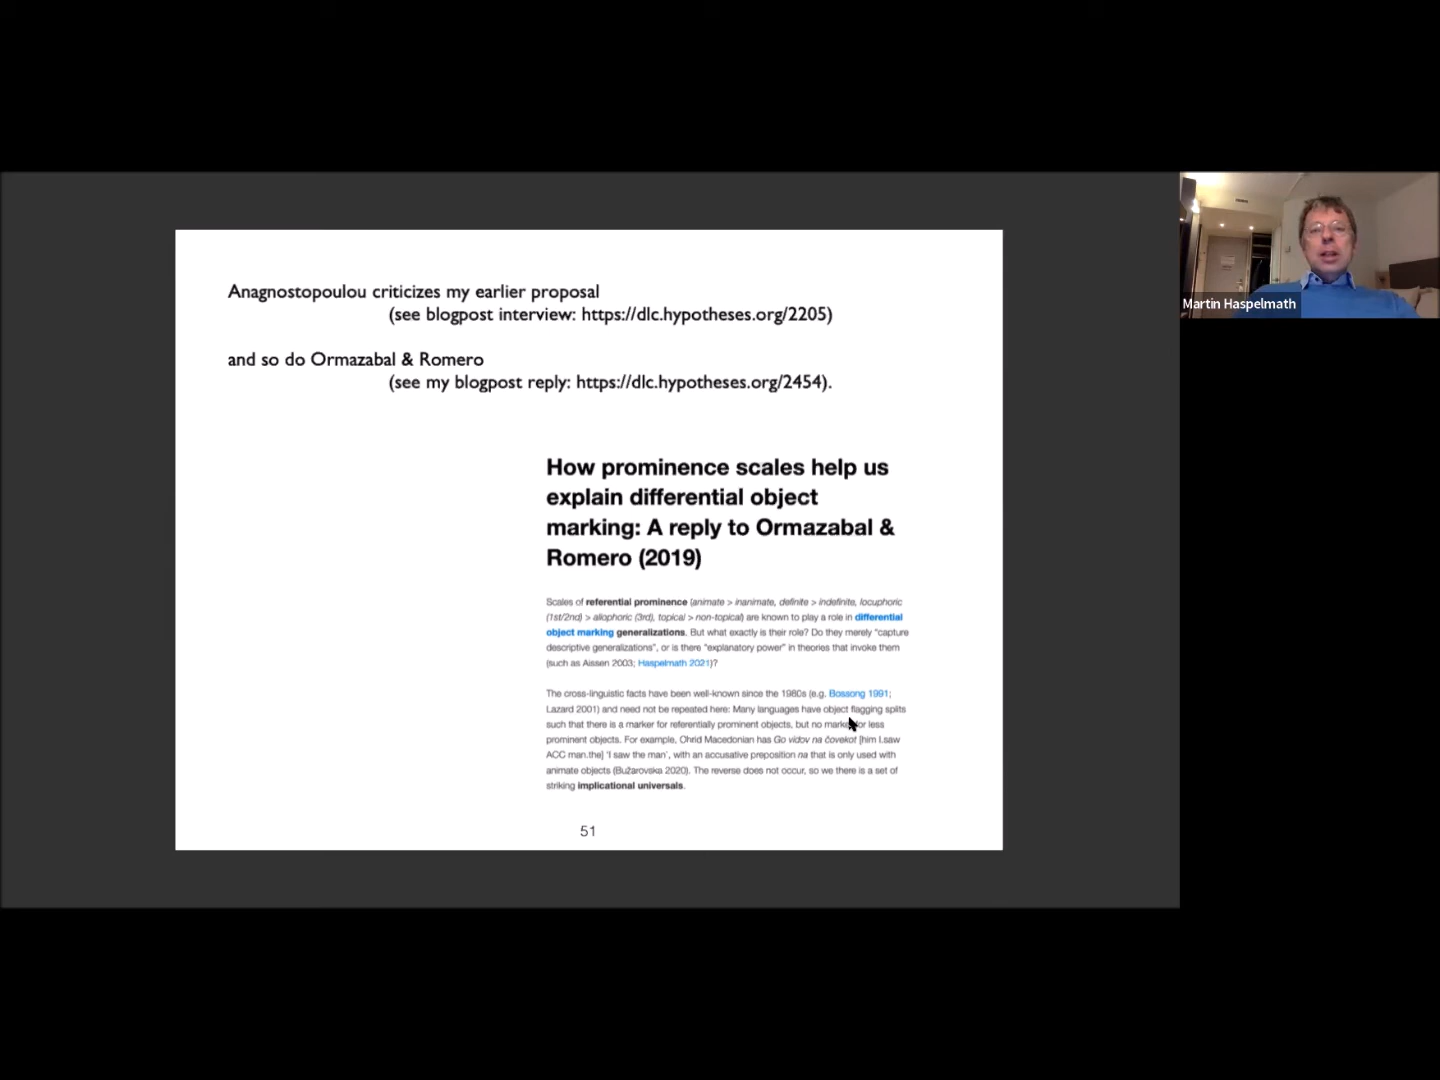 Anagnostopoulou criticizes my earlier proposal
(see blogpost interview: https://dlc.hypotheses.org/2205)
and so do Ormazabal & Romero
(see my blogpost reply: https://dlc.hypotheses.org/2454).
How prominence scales help us
explain differential object
marking: A reply to Ormazabal &
Romero (2019)
Scales of referential prominence (animate > inanimate, definite > indefinite, locuphoric
(1st/2nd) > allophoric (3rd), topical > non-topical) are known to play a role in differential
object marking generalizations. But what exactly is their role? Do they merely "capture
descriptive generalizations", or is there "explanatory power" in theories that invoke them
(such as Aissen 2003; Haspelmath 2021)?
The cross-linguistic facts have been well-known since the 1980s (e.g. Bossong 1991;
Lazard 2001) and need not be repeated here: Many languages have object flagging splits
such that there is a marker for referentially prominent objects, but no marker for less
prominent objects. For example, Ohrid Macedonian has Go vidov na čovekot [him I.saw
ACC man.the] 'I saw the man', with an accusative preposition na that is only used with
animate objects (Bužarovska 2020). The reverse does not occur, so we there is a set of
striking implicational universals.
51
Martin Haspelmath